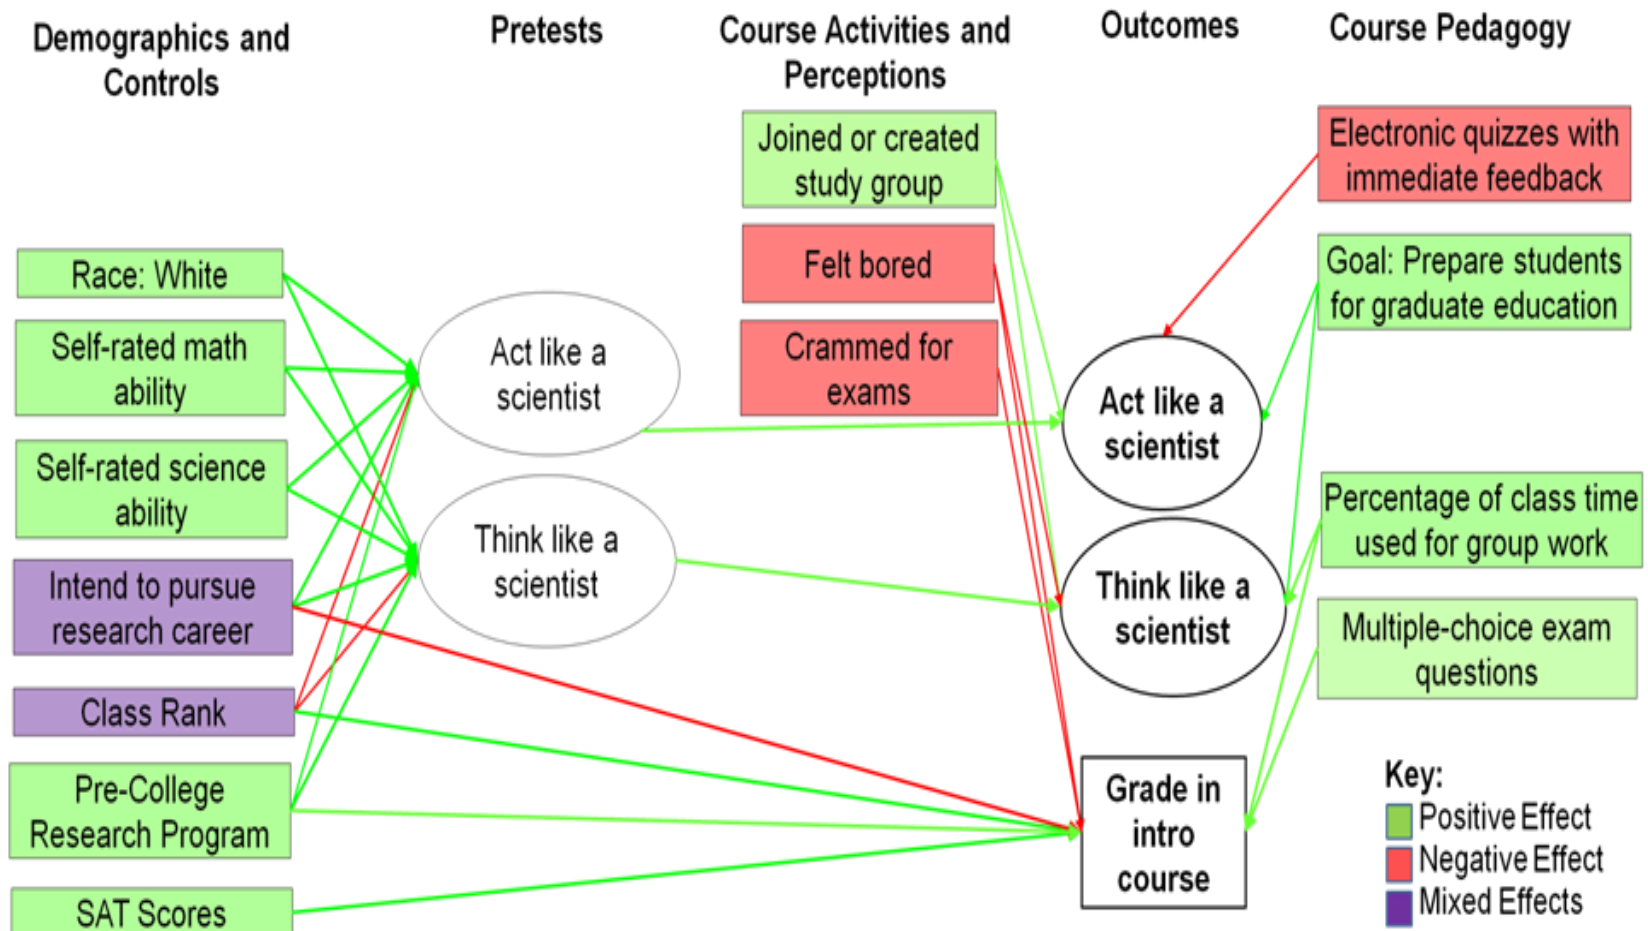 Demographics and
Controls
Pretests
Course Activities and
Perceptions
Outcomes
Course Pedagogy
Race: White
Self-rated math
ability
Self-rated science
ability
Intend to pursue
research career
Class Rank
Pre-College
Research Program
SAT Scores
Act like a
scientist
Think like a
scientist
Joined or created
study group
Felt bored
Crammed for
exams
Act like a
scientist
Think like a
scientist
Grade in
intro
course
Electronic quizzes with
immediate feedback
Goal: Prepare students
for graduate education
Percentage of class time
used for group work
Multiple-choice exam
questions
Key:
Positive Effect
Negative Effect
Mixed Effects